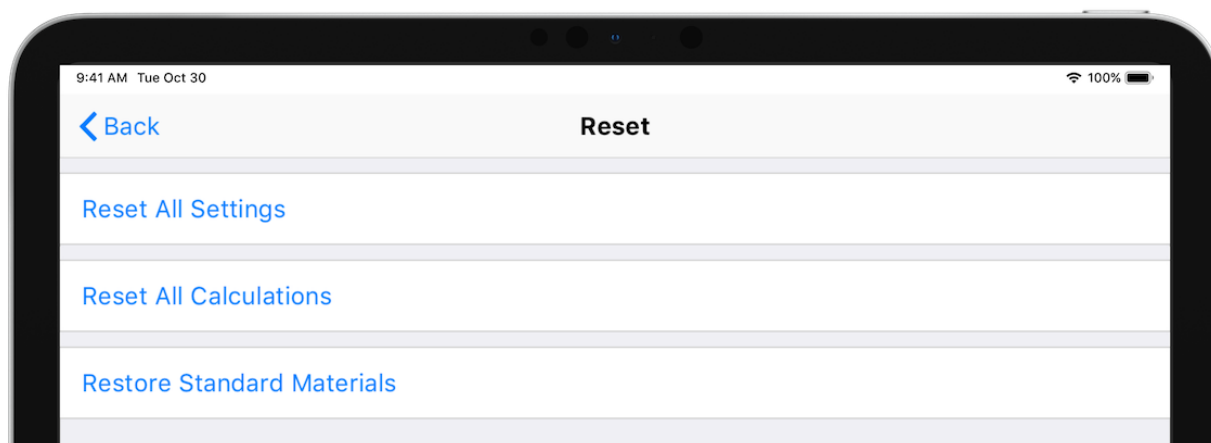 9:41 AM Tue Oct 30 100%
Back Reset
Reset All Settings
Reset All Calculations
Restore Standard Materials